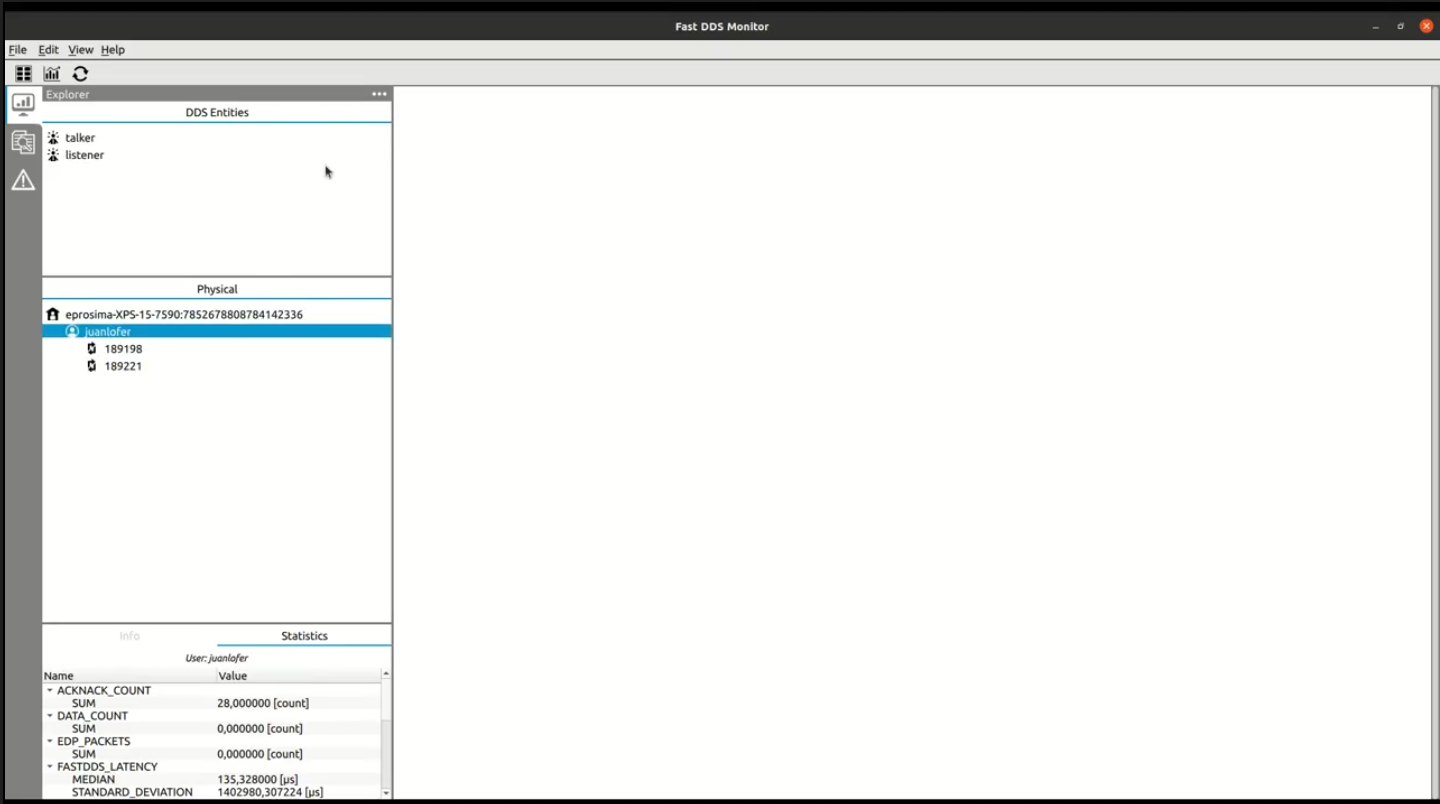 Fast DDS Monitor
File Edit View Help
Explorer
DDS Entities
talker
listener
Physical
eprosima-XPS-15-7590:7852678808784142336
juanlofer
189198
189221
Info Statistics
User: juanlofer
Name Value
ACKNACK_COUNT
SUM 28,000000 [count]
DATA_COUNT
SUM 0,000000 [count]
EDP_PACKETS
SUM 0,000000 [count]
FASTDDS_LATENCY
MEDIAN 135,328000 [µs]
STANDARD_DEVIATION 1402980,307224 [µs]